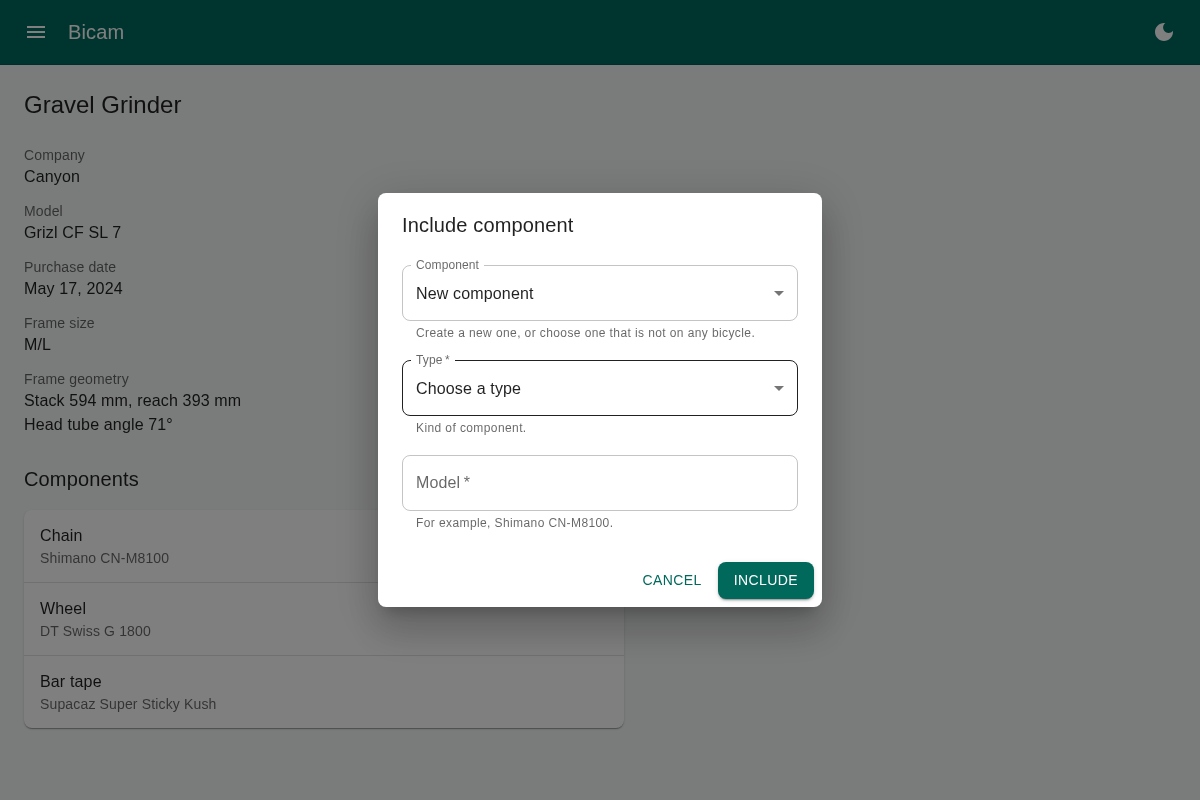 Bicam
Gravel Grinder
Company
Canyon
Model
Grizl CF SL 7
Purchase date
May 17, 2024
Frame size
M/L
Frame geometry
Stack 594 mm, reach 393 mm
Head tube angle 71°
Components
Chain
Shimano CN-M8100
Wheel
DT Swiss G 1800
Bar tape
Supacaz Super Sticky Kush
Include component
Component
New component
Create a new one, or choose one that is not on any bicycle.
Type *
Choose a type
Kind of component.
Model *
For example, Shimano CN-M8100.
CANCEL
INCLUDE